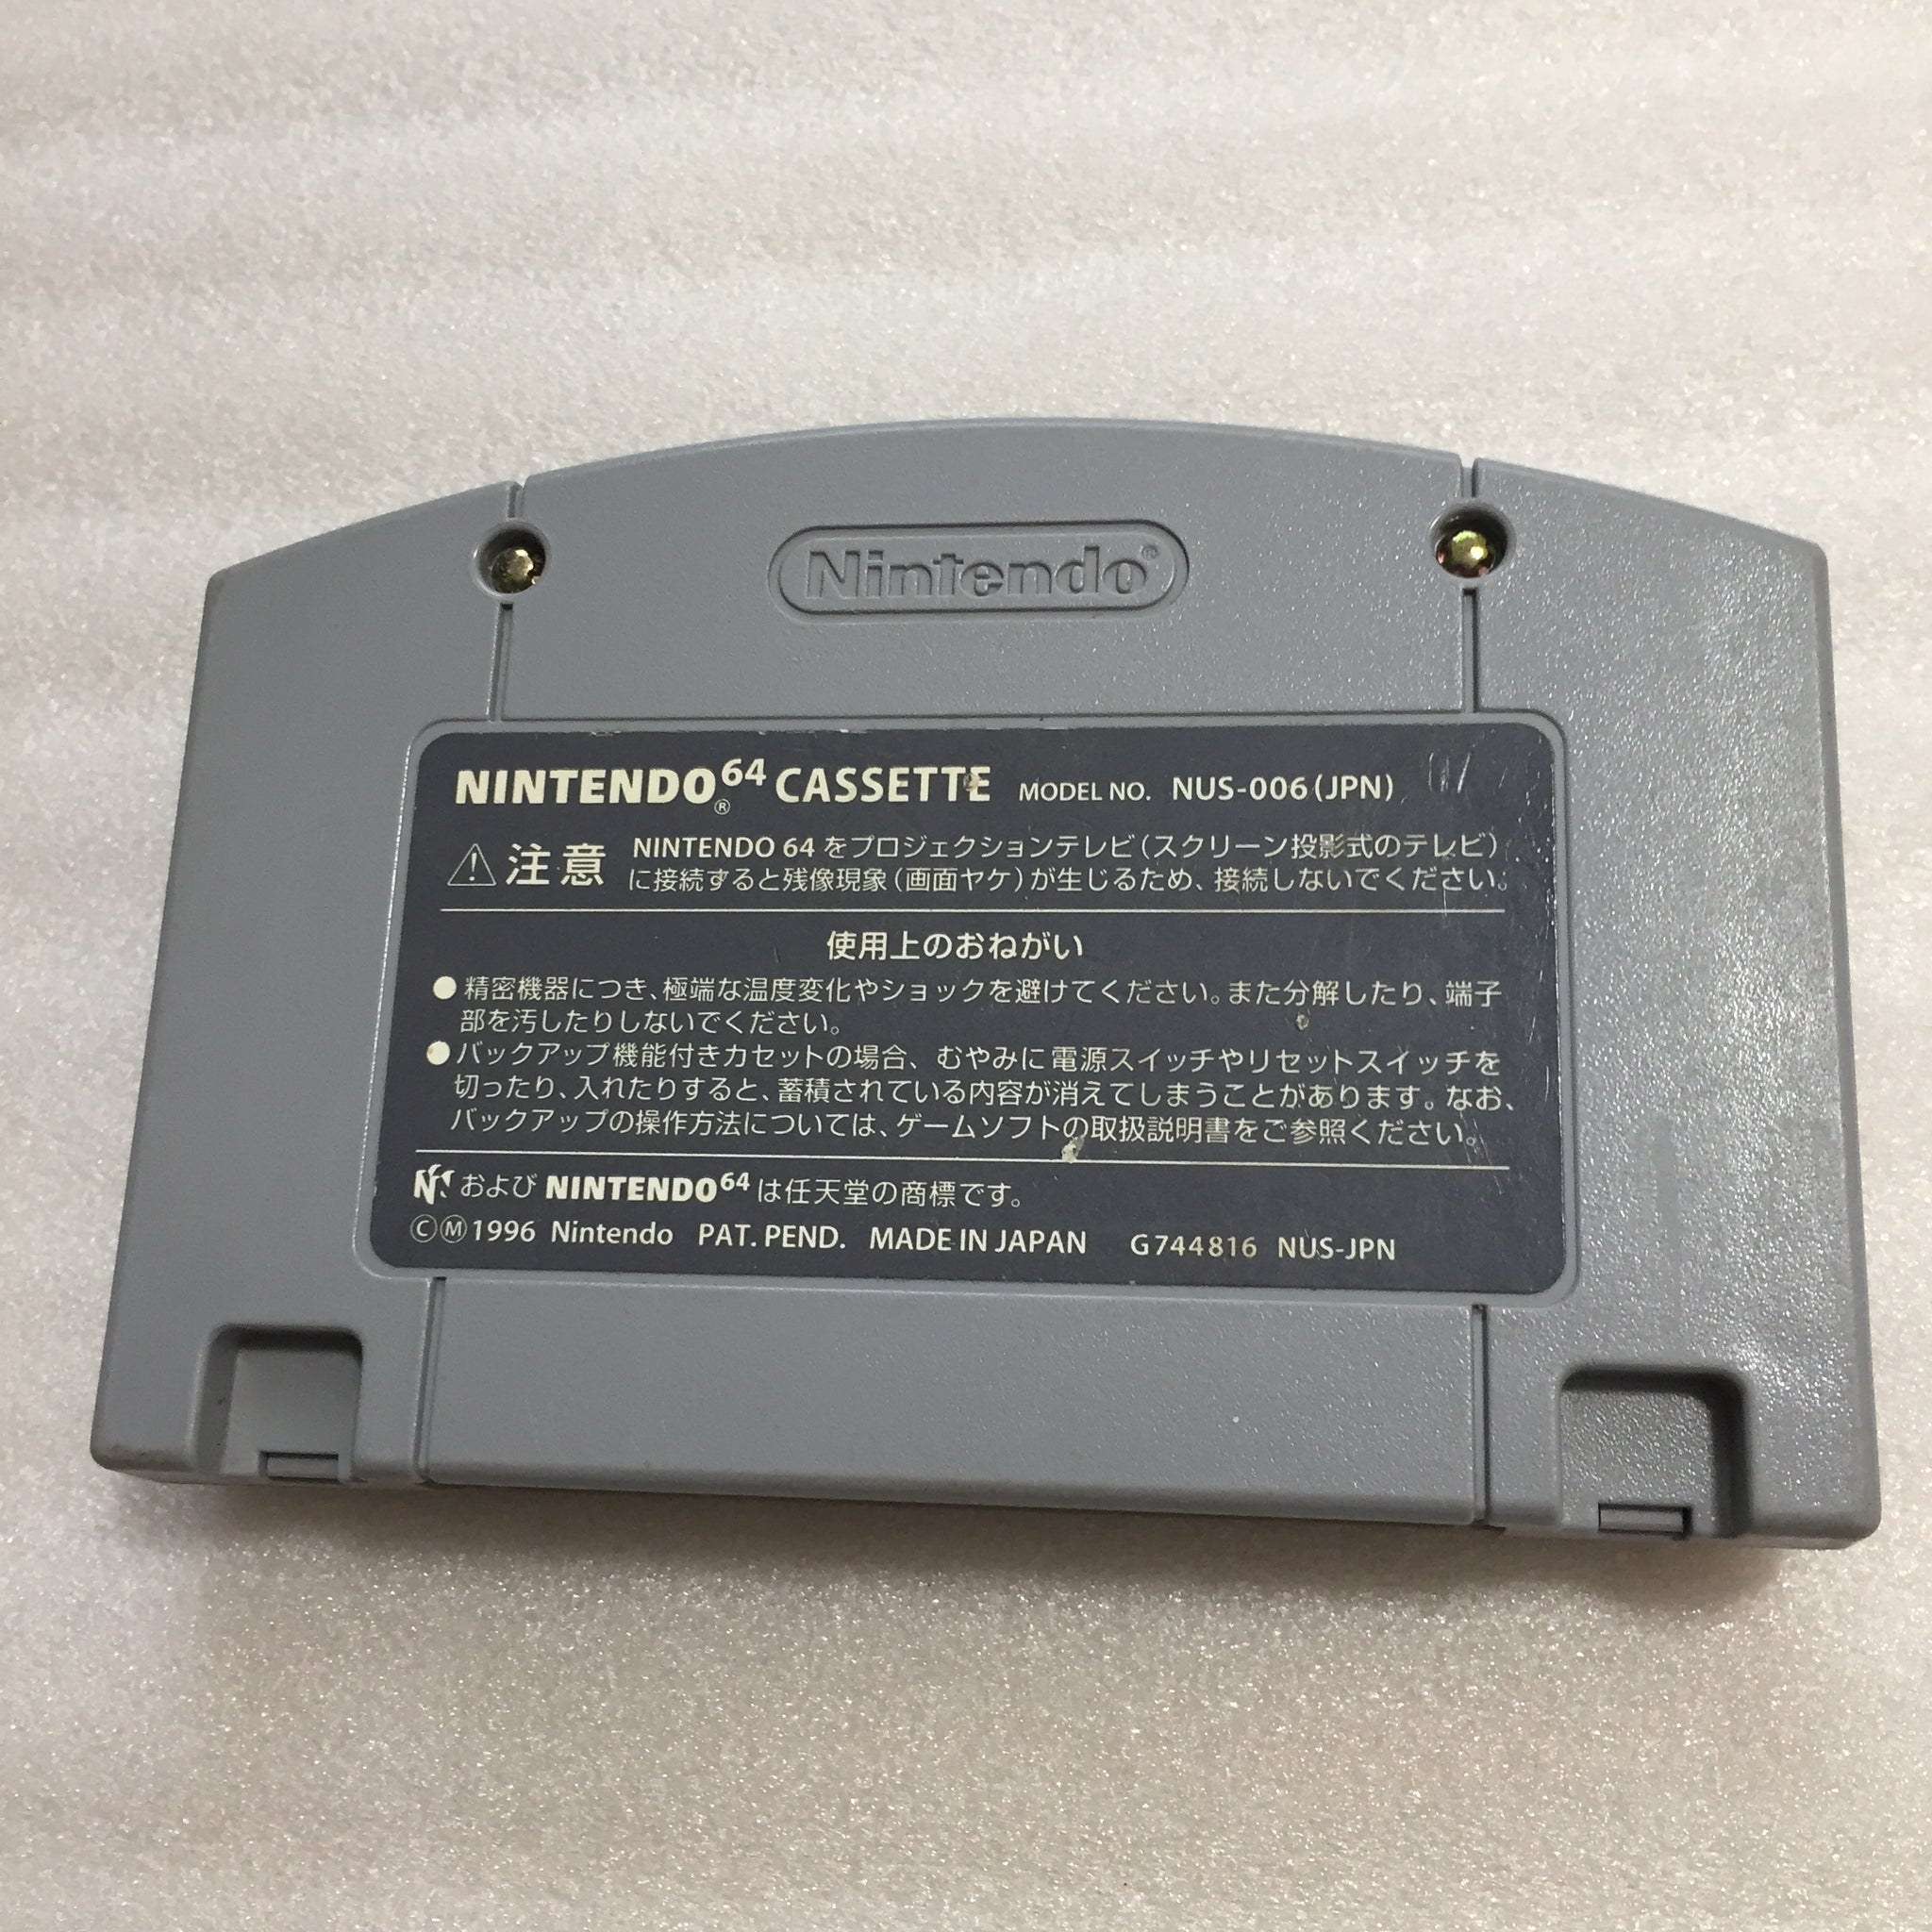 Nintendo®
NINTENDO64® CASSETTE MODEL NO. NUS-006(JPN)
⚠注意 NINTENDO 64 をプロジェクションテレビ(スクリーン投影式のテレビ)
に接続すると残像現象(画面ヤケ)が生じるため、接続しないでください。
使用上のおねがい
●精密機器につき、極端な温度変化やショックを避けてください。また分解したり、端子
部を汚したりしないでください。
●バックアップ機能付きカセットの場合、むやみに電源スイッチやリセットスイッチを
切ったり、入れたりすると、蓄積されている内容が消えてしまうことがあります。なお、
バックアップの操作方法については、ゲームソフトの取扱説明書をご参照ください。
および NINTENDO64 は任天堂の商標です。
ⒸⓂ1996 Nintendo PAT. PEND. MADE IN JAPAN G744816 NUS-JPN